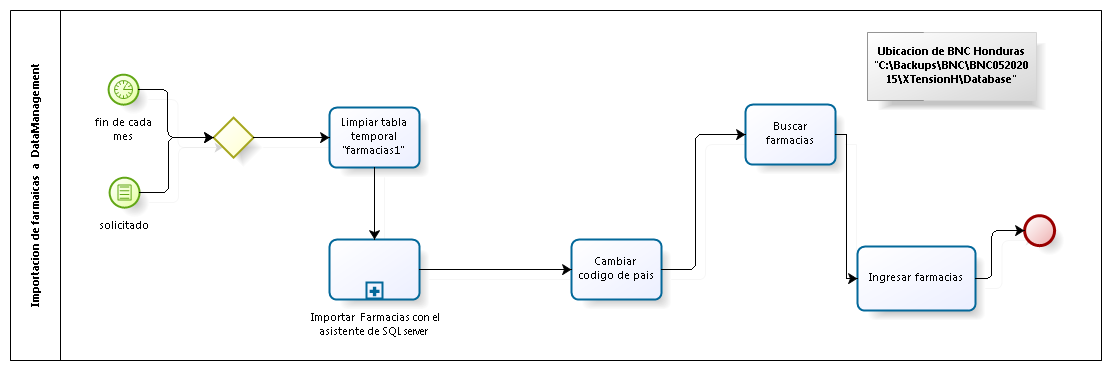 Importacion de farmaicas a DataManagement
fin de cada
mes
solicitado
Limpiar tabla
temporal
"farmacias1"
Importar Farmacias con el
asistente de SQL server
Cambiar
codigo de pais
Buscar
farmacias
Ingresar farmacias
Ubicacion de BNC Honduras
"C:\Backups\BNC\BNC052020
15\XTensionH\Database"